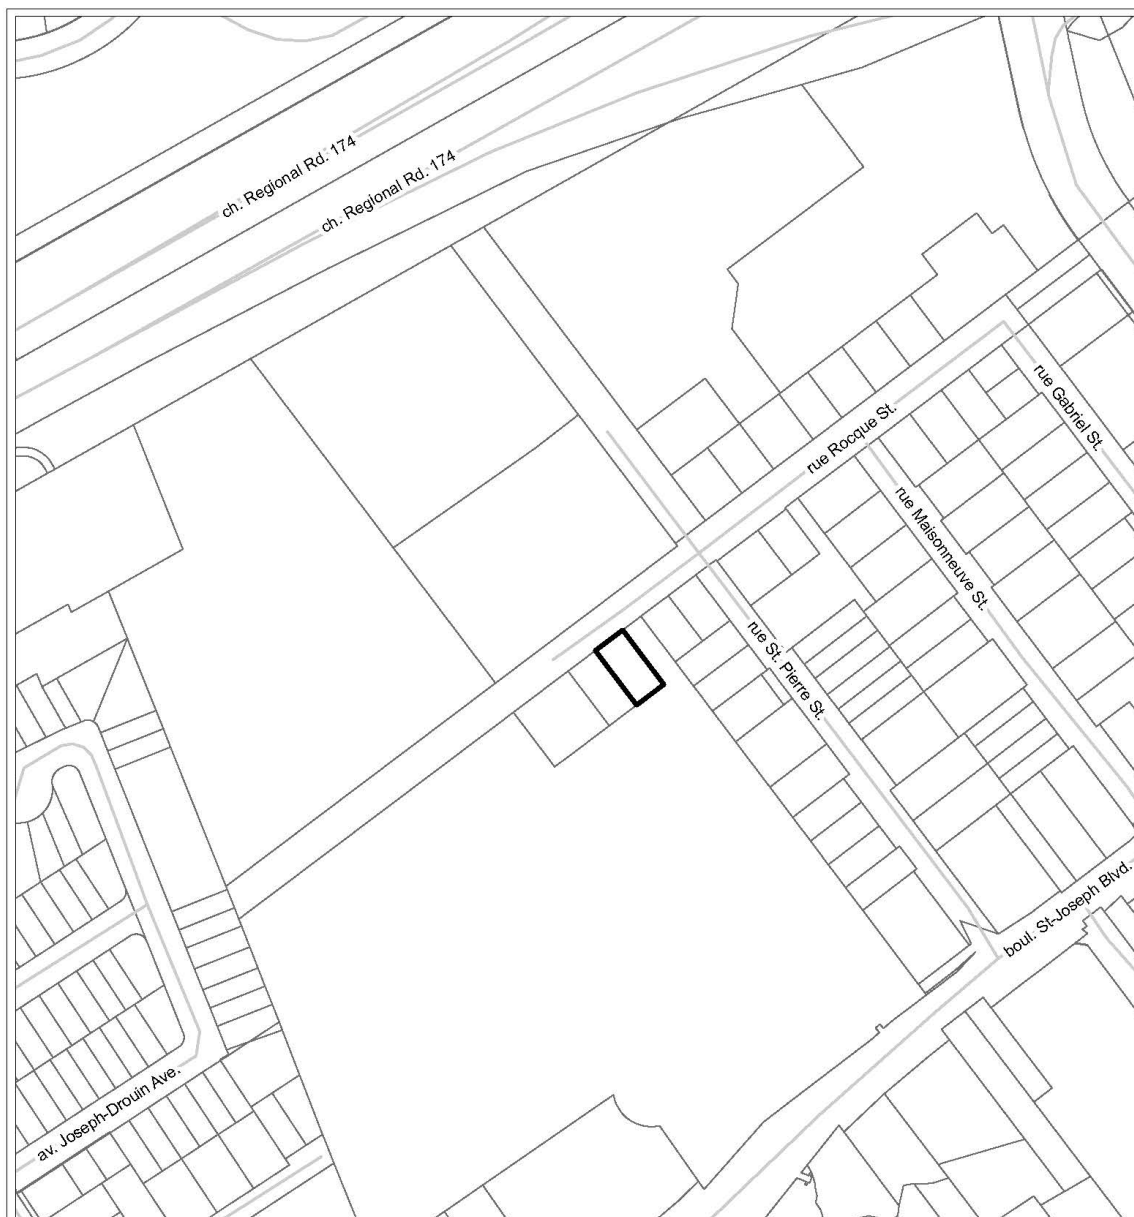 ch. Regional Rd. 174
ch. Regional Rd. 174
rue Gabriel St.
rue Rocque St.
rue Maisonneuve St.
rue St. Pierre St.
boul. St-Joseph Blvd.
av. Joseph-Drouin Ave.